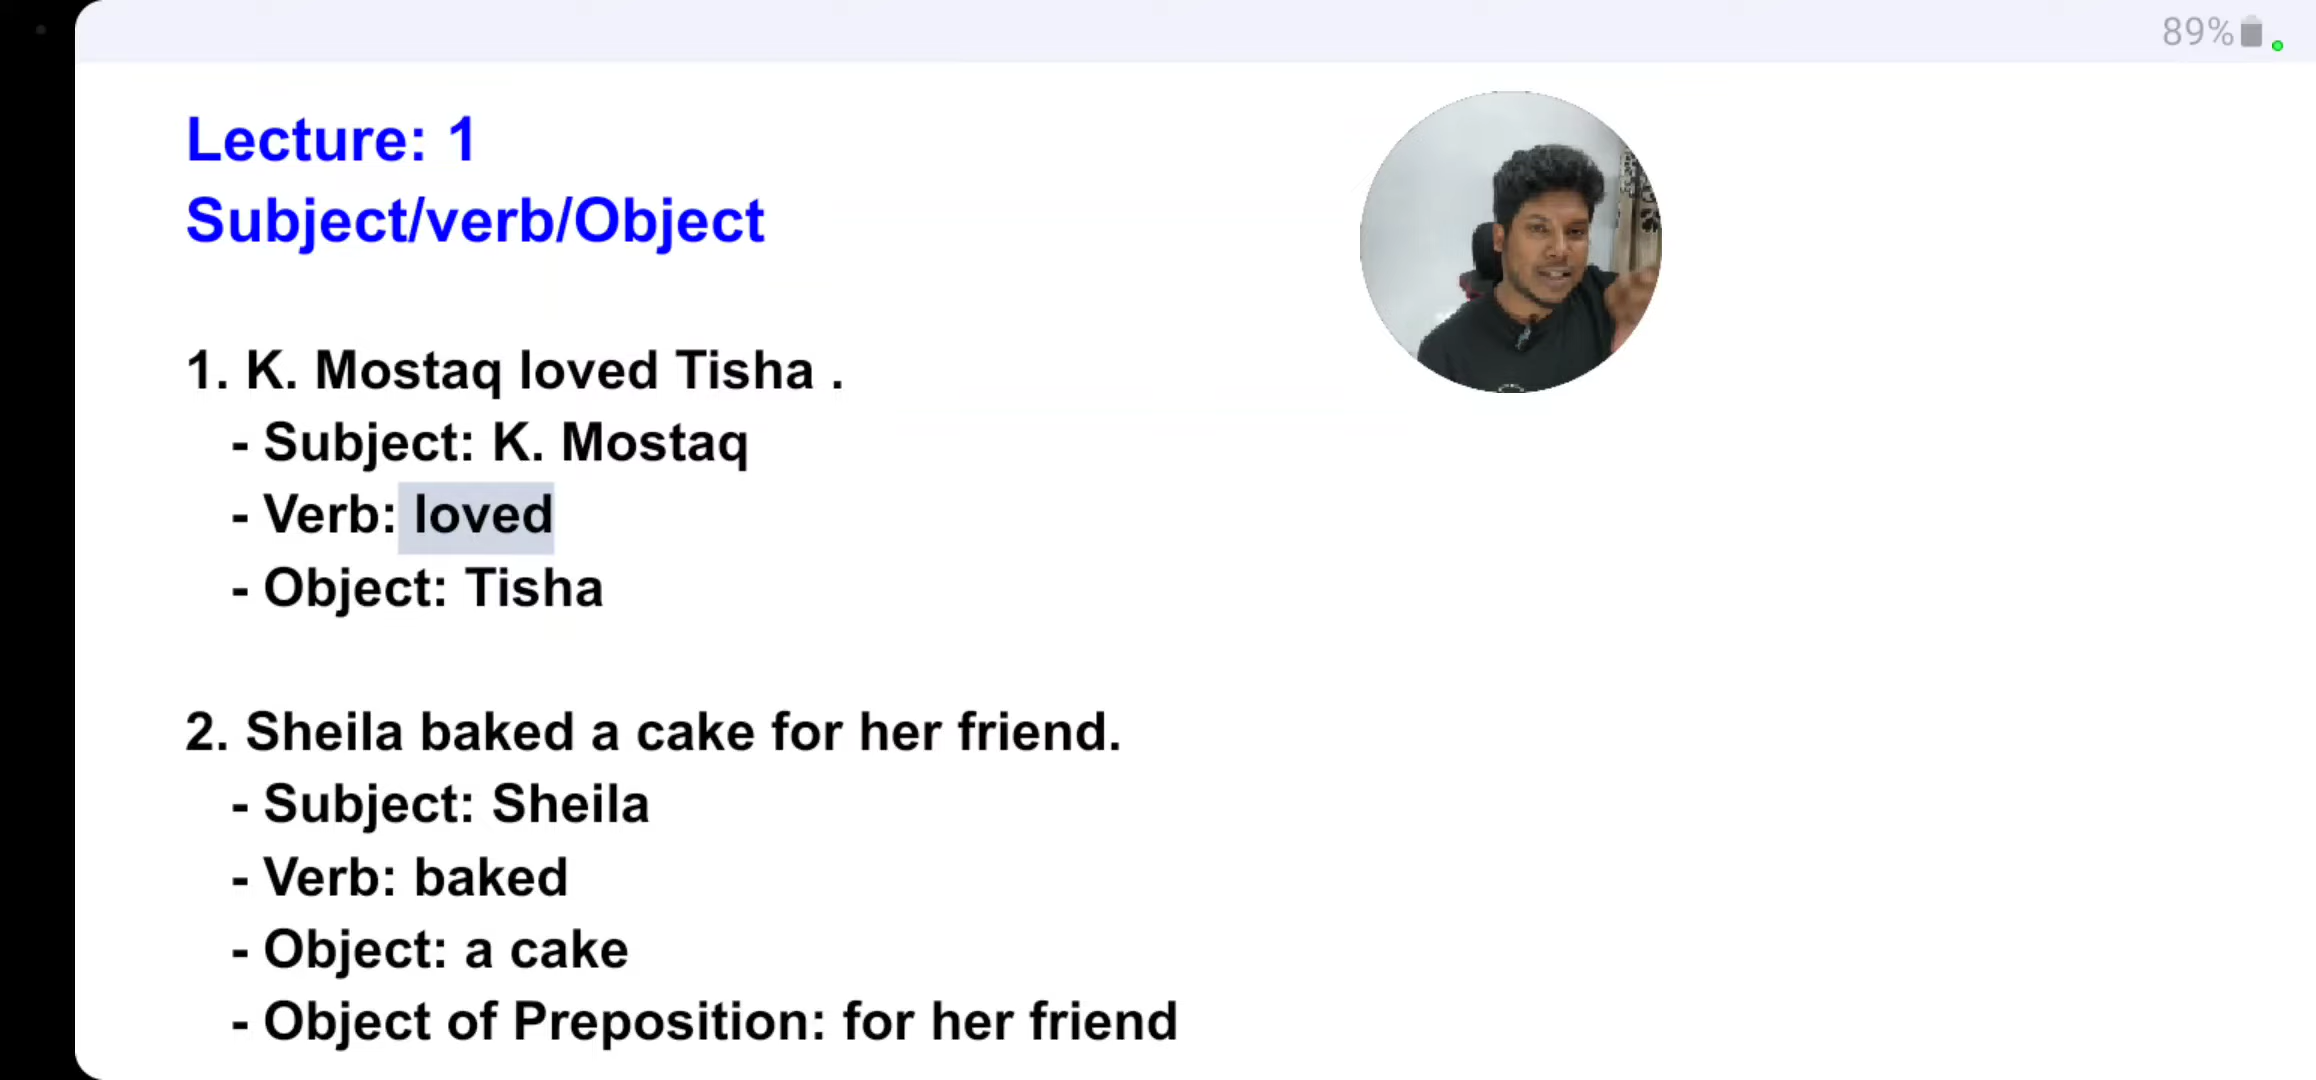 89%
Lecture: 1
Subject/verb/Object
1. K. Mostaq loved Tisha .
- Subject: K. Mostaq
- Verb: loved
- Object: Tisha
2. Sheila baked a cake for her friend.
- Subject: Sheila
- Verb: baked
- Object: a cake
- Object of Preposition: for her friend